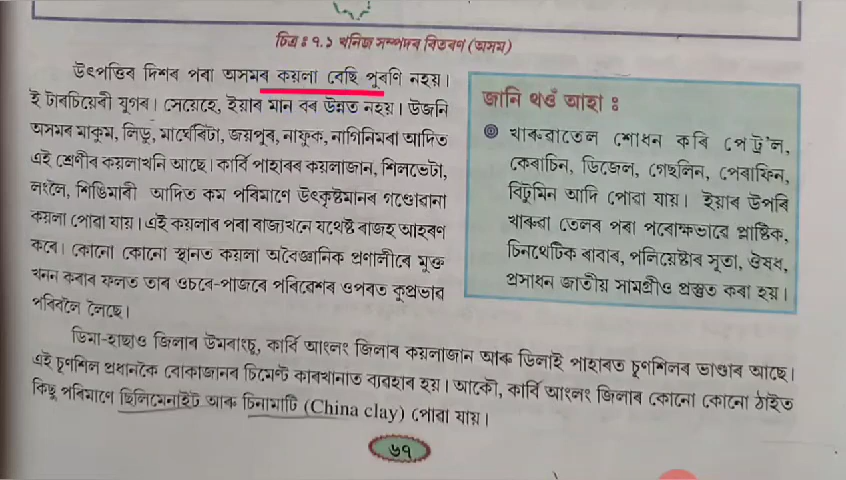 চিত্ৰ ঃ ৭.১ খনিজ সম্পদৰ বিতৰণ (অসম)
উৎপত্তিৰ দিশৰ পৰা অসমৰ কয়লা বেছি পুৰণি নহয়।
ই টাৰচিয়েৰী যুগৰ। সেয়েহে, ইয়াৰ মান বৰ উন্নত নহয়। উজনি
অসমৰ মাকুম, লিডু, মাৰ্ঘেৰিটা, জয়পুৰ, নাফুক, নাগিনিমৰা আদিত
এই শ্ৰেণীৰ কয়লাখনি আছে। কাৰ্বি পাহাৰৰ কয়লাজান, শিলভেটা,
লংলৈ, শিঙিমাৰী আদিত কম পৰিমাণে উৎকৃষ্টমানৰ গণ্ডোৱানা
কয়লা পোৱা যায়। এই কয়লাৰ পৰা ৰাজ্যখনে যথেষ্ট ৰাজহ আহৰণ
কৰে। কোনো কোনো স্থানত কয়লা অবৈজ্ঞানিক প্ৰণালীৰে মুক্ত
খনন কৰাৰ ফলত তাৰ ওচৰে-পাজৰে পৰিৱেশৰ ওপৰত কুপ্ৰভাৱ
পৰিবলৈ লৈছে।
জানি থওঁ আহা ঃ
খাৰুৱাতেল শোধন কৰি পেট্ৰ'ল,
কেৰাচিন, ডিজেল, গেছলিন, পেৰাফিন,
বিটুমিন আদি পোৱা যায়। ইয়াৰ উপৰি
খাৰুৱা তেলৰ পৰা পৰোক্ষভাৱে প্লাষ্টিক,
চিনথেটিক ৰাবাৰ, পলিয়েষ্টাৰ সূতা, ঔষধ,
প্ৰসাধন জাতীয় সামগ্ৰীও প্ৰস্তুত কৰা হয়।
ডিমা-হাছাও জিলাৰ উমৰাংছু, কাৰ্বি আংলং জিলাৰ কয়লাজান আৰু ডিলাই পাহাৰত চুণশিলৰ ভাণ্ডাৰ আছে।
এই চুণশিল প্ৰধানকৈ বোকাজানৰ চিমেণ্ট কাৰখানাত ব্যৱহাৰ হয়। আকৌ, কাৰ্বি আংলং জিলাৰ কোনো কোনো ঠাইত
কিছু পৰিমাণে ছিলিমেনাইট আৰু চিনামাটি (China clay) পোৱা যায়।
৬৭